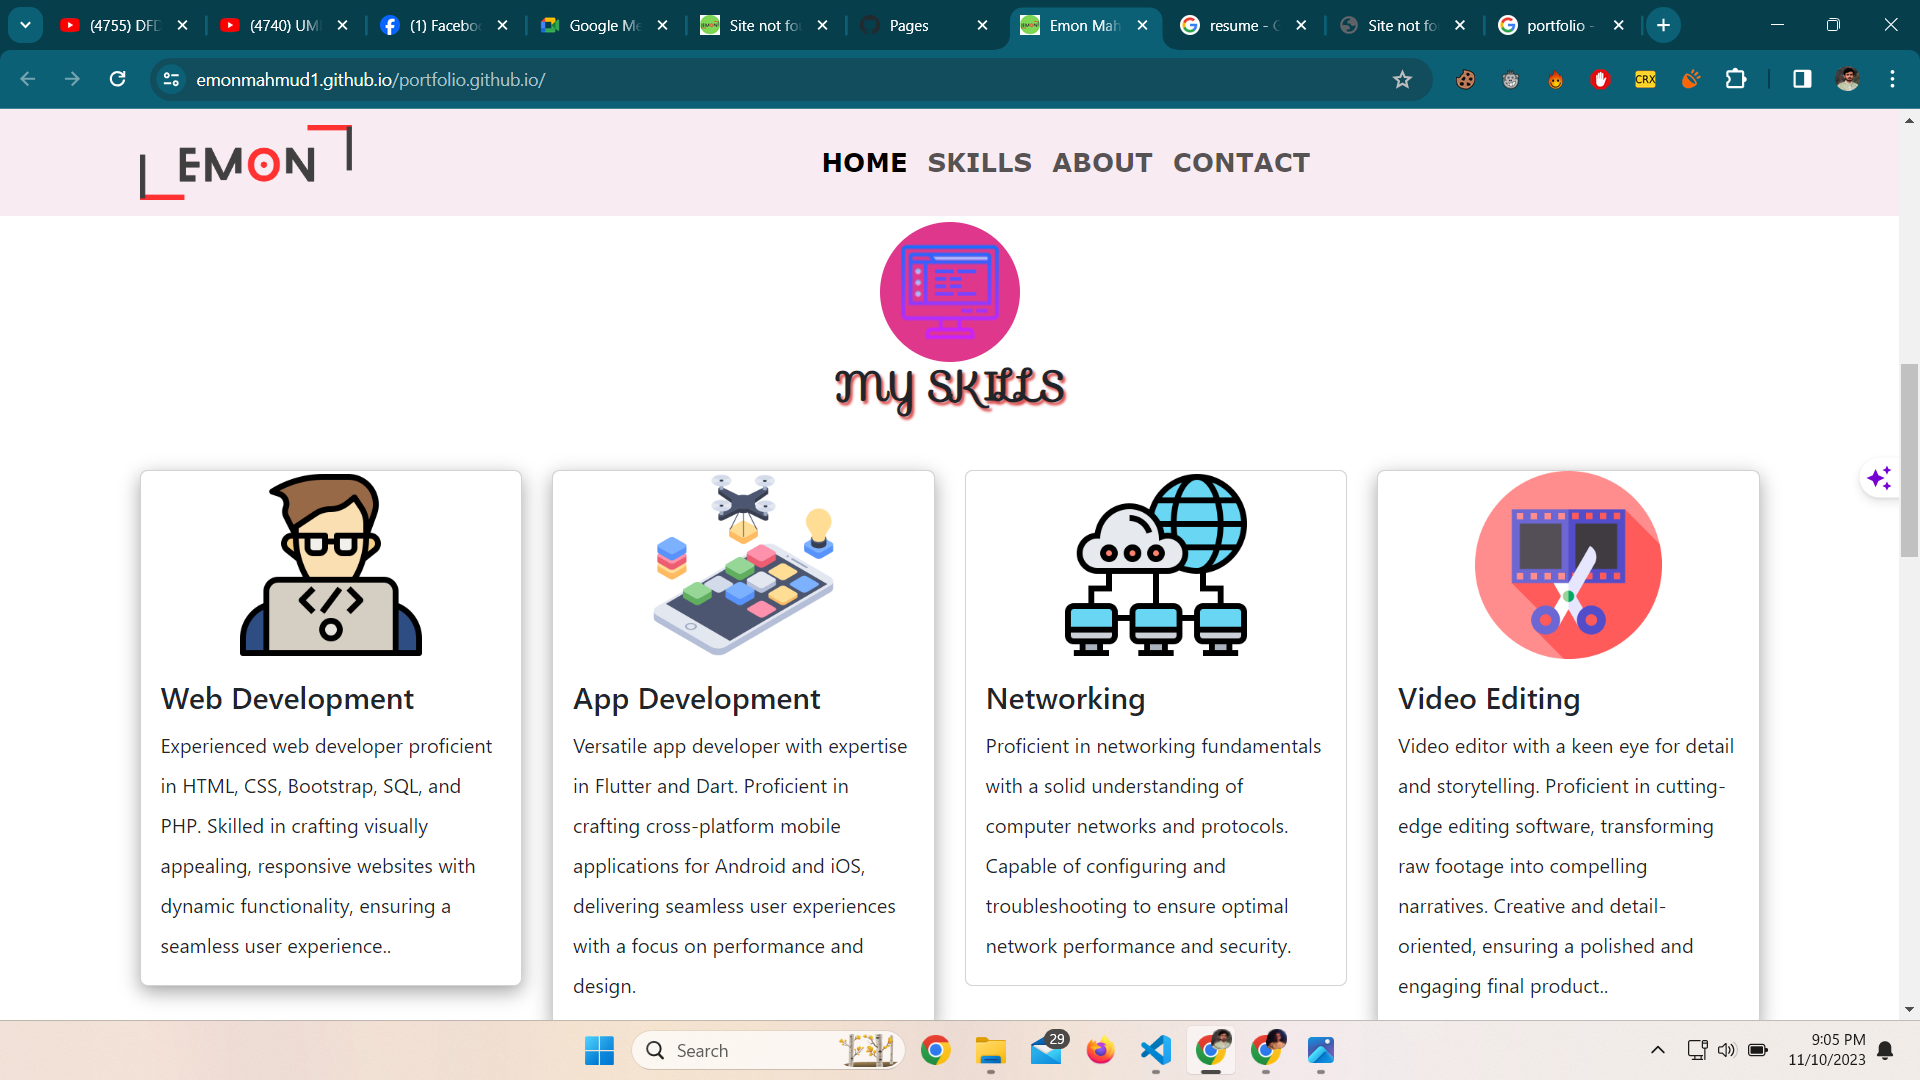 (4755) DFD
(4740) UM
(1) Facebo
Google Me
Site not fo
Pages
Emon Mah
resume - G
Site not fo
portfolio -
emonmahmud1.github.io/portfolio.github.io/
CRX
EMON
HOME SKILLS ABOUT CONTACT
MY SKILLS
Web Development
Experienced web developer proficient
in HTML, CSS, Bootstrap, SQL, and
PHP. Skilled in crafting visually
appealing, responsive websites with
dynamic functionality, ensuring a
seamless user experience..
App Development
Versatile app developer with expertise
in Flutter and Dart. Proficient in
crafting cross-platform mobile
applications for Android and iOS,
delivering seamless user experiences
with a focus on performance and
design.
Networking
Proficient in networking fundamentals
with a solid understanding of
computer networks and protocols.
Capable of configuring and
troubleshooting to ensure optimal
network performance and security.
Video Editing
Video editor with a keen eye for detail
and storytelling. Proficient in cutting-
edge editing software, transforming
raw footage into compelling
narratives. Creative and detail-
oriented, ensuring a polished and
engaging final product..
Search
29
9:05 PM
11/10/2023